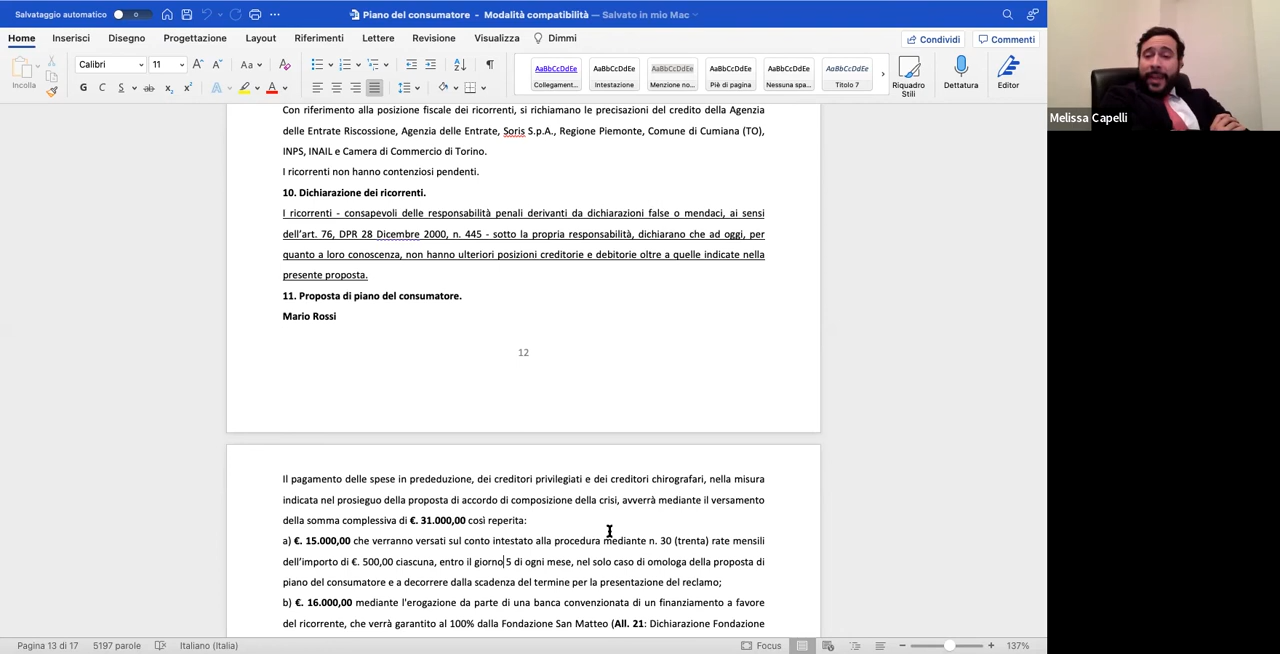 Salvataggio automatico
Piano del consumatore - Modalità compatibilità — Salvato in mio Mac
Home Inserisci Disegno Progettazione Layout Riferimenti Lettere Revisione Visualizza Dimmi
Condividi Commenti
Incolla
Calibri 11
G C S ab x₂ x²
AaBbCcDdEe AaBbCcDdEe AaBbCcDdEe AaBbCcDdEe AaBbCcDdEe AaBbCcDdEe
Collegament... Intestazione Menzione no... Piè di pagina Nessuna spa... Titolo 7
Riquadro Stili
Dettatura
Editor
Melissa Capelli
Con riferimento alla posizione fiscale dei ricorrenti, si richiamano le precisazioni del credito della Agenzia
delle Entrate Riscossione, Agenzia delle Entrate, Soris S.p.A., Regione Piemonte, Comune di Cumiana (TO),
INPS, INAIL e Camera di Commercio di Torino.
I ricorrenti non hanno contenziosi pendenti.
10. Dichiarazione dei ricorrenti.
I ricorrenti - consapevoli delle responsabilità penali derivanti da dichiarazioni false o mendaci, ai sensi
dell'art. 76, DPR 28 Dicembre 2000, n. 445 - sotto la propria responsabilità, dichiarano che ad oggi, per
quanto a loro conoscenza, non hanno ulteriori posizioni creditorie e debitorie oltre a quelle indicate nella
presente proposta.
11. Proposta di piano del consumatore.
Mario Rossi
12
Il pagamento delle spese in prededuzione, dei creditori privilegiati e dei creditori chirografari, nella misura
indicata nel prosieguo della proposta di accordo di composizione della crisi, avverrà mediante il versamento
della somma complessiva di €. 31.000,00 così reperita:
a) €. 15.000,00 che verranno versati sul conto intestato alla procedura mediante n. 30 (trenta) rate mensili
dell'importo di €. 500,00 ciascuna, entro il giorno 5 di ogni mese, nel solo caso di omologa della proposta di
piano del consumatore e a decorrere dalla scadenza del termine per la presentazione del reclamo;
b) €. 16.000,00 mediante l'erogazione da parte di una banca convenzionata di un finanziamento a favore
del ricorrente, che verrà garantito al 100% dalla Fondazione San Matteo (All. 21: Dichiarazione Fondazione
Pagina 13 di 17 5197 parole Italiano (Italia) Focus 137%